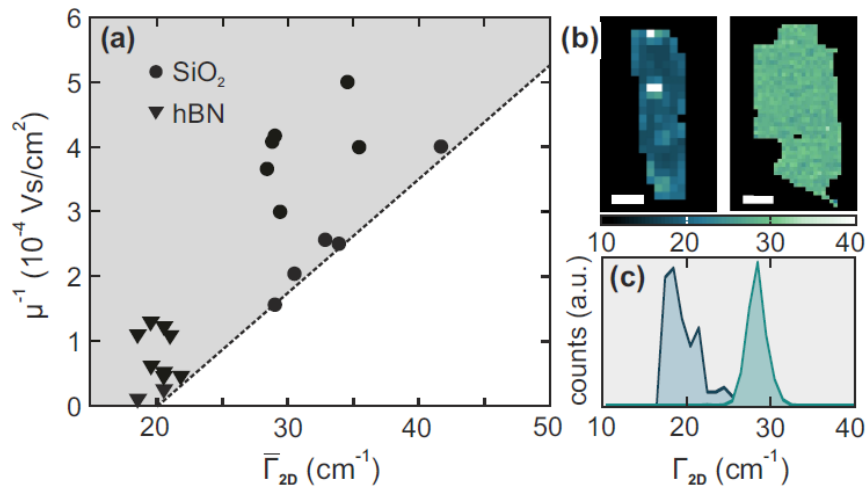 (a)
SiO₂
hBN
6
5
4
3
2
1
0
μ⁻¹ (10⁻⁴ Vs/cm²)
20 30 40 50
Γ̅₂D (cm⁻¹)
(b)
10 20 30 40
(c)
counts (a.u.)
10 20 30 40
Γ₂D (cm⁻¹)